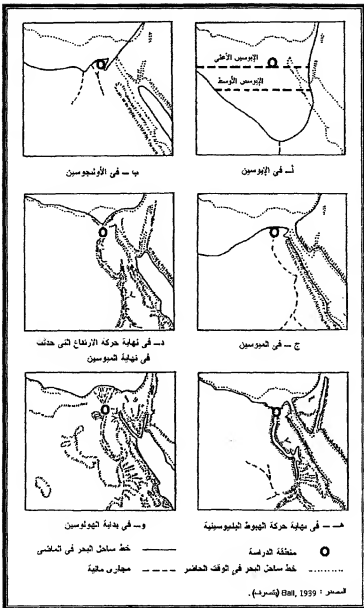 الإيوسين الأعلى
الإيوسين الأوسط
أ‍ـ فى الإيوسين
ب ـ فى الأولنجوسين
ج ـ فى الميوسين
د‍ـ فى نهاية حركة الارتفاع التى حدثت
فى نهاية الميوسين
هـ ـ فى نهاية حركة الهبوط البليوسينية
و‍ـ فى بداية الهولوسين
منطقة الدراسة
خط ساحل البحر فى الماضى
خط ساحل البحر فى الوقت الحاضر
مجارى مائية
المصدر : Ball, 1939 (بتصرف).